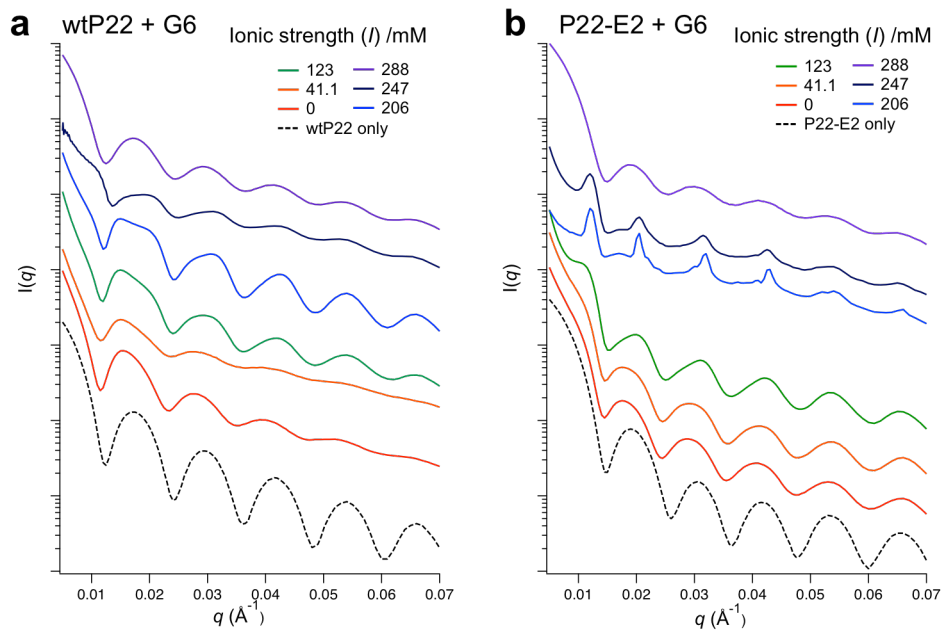 a wtP22 + G6
Ionic strength (I) /mM
123 288
41.1 247
0 206
wtP22 only
I(q)
0.01 0.02 0.03 0.04 0.05 0.06 0.07
q (Å⁻¹)
b P22-E2 + G6
Ionic strength (I) /mM
123 288
41.1 247
0 206
P22-E2 only
I(q)
0.01 0.02 0.03 0.04 0.05 0.06 0.07
q (Å⁻¹)